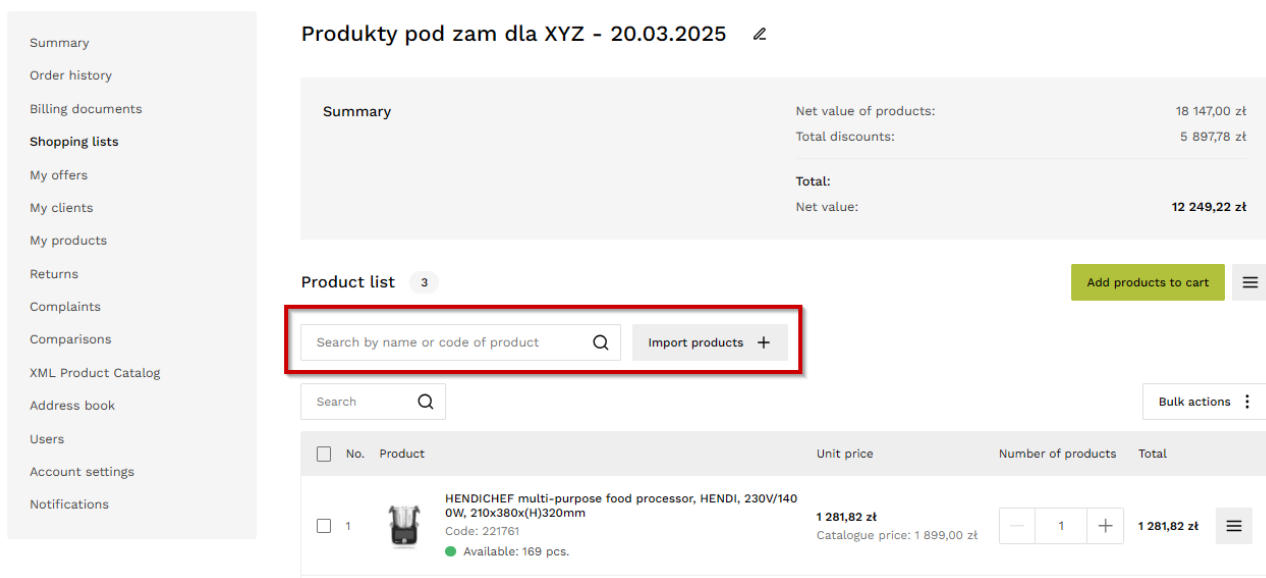 Summary
Order history
Billing documents
Shopping lists
My offers
My clients
My products
Returns
Complaints
Comparisons
XML Product Catalog
Address book
Users
Account settings
Notifications
Produkty pod zam dla XYZ - 20.03.2025
Summary
Net value of products: 18 147,00 zł
Total discounts: 5 897,78 zł
Total:
Net value: 12 249,22 zł
Product list 3
Add products to cart
Search by name or code of product
Import products +
Search
Bulk actions
No. Product Unit price Number of products Total
1
HENDICHEF multi-purpose food processor, HENDI, 230V/140
0W, 210x380x(H)320mm
Code: 221761
Available: 169 pcs.
1 281,82 zł
Catalogue price: 1 899,00 zł
— 1 +
1 281,82 zł